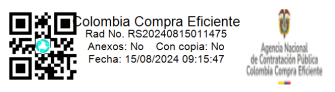 Colombia Compra Eficiente
Rad No. RS20240815011475
Anexos: No Con copia: No
Fecha: 15/08/2024 09:15:47
Agencia Nacional
de Contratación Pública
Colombia Compra Eficiente